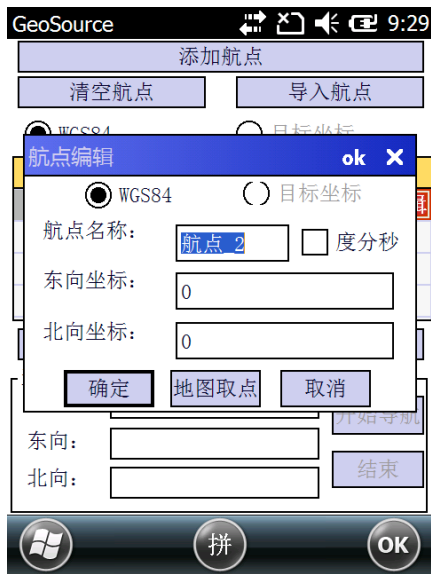 GeoSource 9:29
添加航点
清空航点 导入航点
WGS84 目标坐标
航点编辑 ok
WGS84 目标坐标
航点名称： 航点_2 度分秒
东向坐标： 0
北向坐标： 0
确定 地图取点 取消
开始导航
东向：
北向： 结束
拼 OK